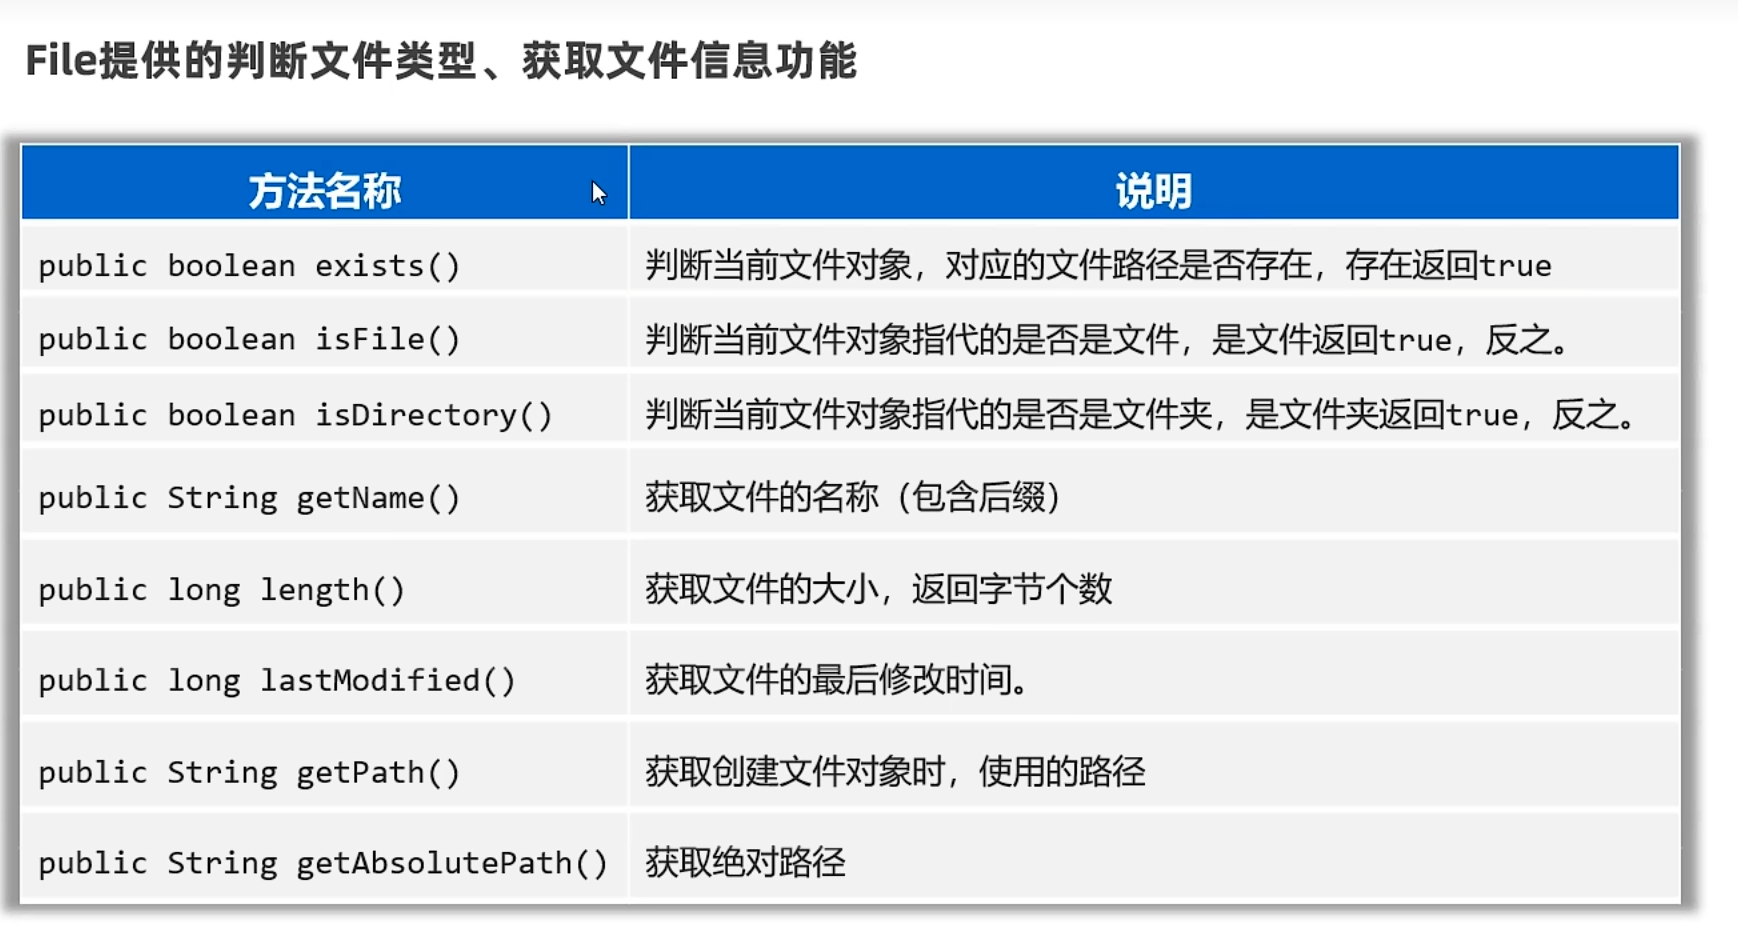 File提供的判断文件类型、获取文件信息功能
方法名称 说明
public boolean exists() 判断当前文件对象，对应的文件路径是否存在，存在返回true
public boolean isFile() 判断当前文件对象指代的是否是文件，是文件返回true，反之。
public boolean isDirectory() 判断当前文件对象指代的是否是文件夹，是文件夹返回true，反之。
public String getName() 获取文件的名称（包含后缀）
public long length() 获取文件的大小，返回字节个数
public long lastModified() 获取文件的最后修改时间。
public String getPath() 获取创建文件对象时，使用的路径
public String getAbsolutePath() 获取绝对路径